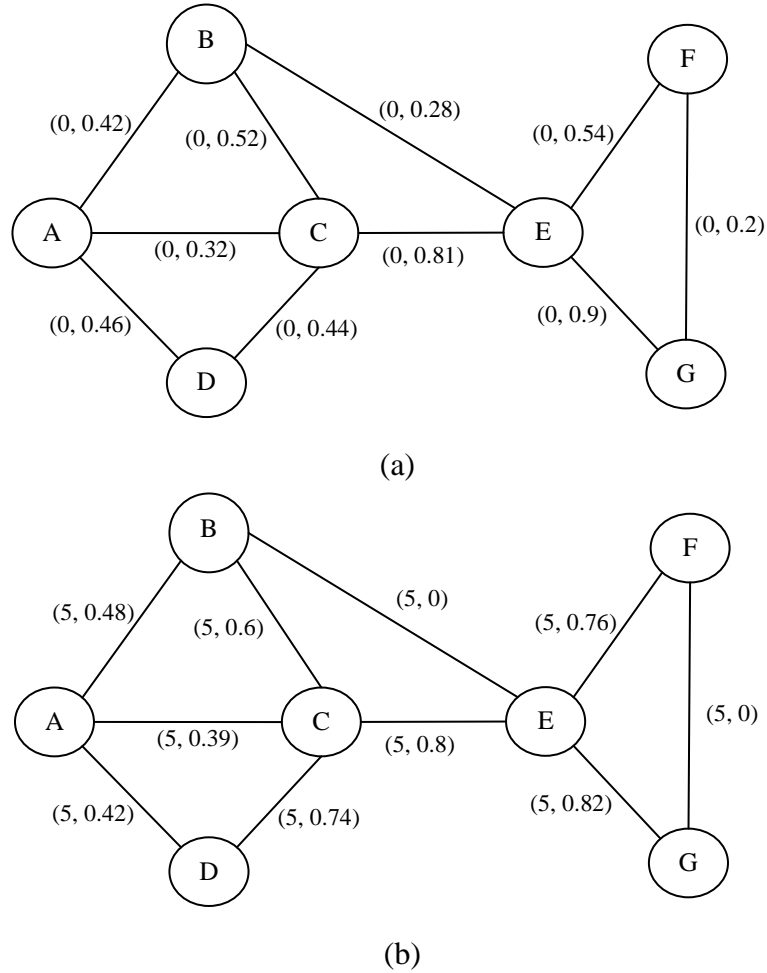 B
F
(0, 0.28)
(0, 0.42)
(0, 0.52)
(0, 0.54)
A
C
E
(0, 0.2)
(0, 0.32)
(0, 0.81)
(0, 0.46)
(0, 0.44)
(0, 0.9)
D
G
(a)
B
F
(5, 0)
(5, 0.48)
(5, 0.6)
(5, 0.76)
A
C
E
(5, 0)
(5, 0.39)
(5, 0.8)
(5, 0.42)
(5, 0.74)
(5, 0.82)
D
G
(b)